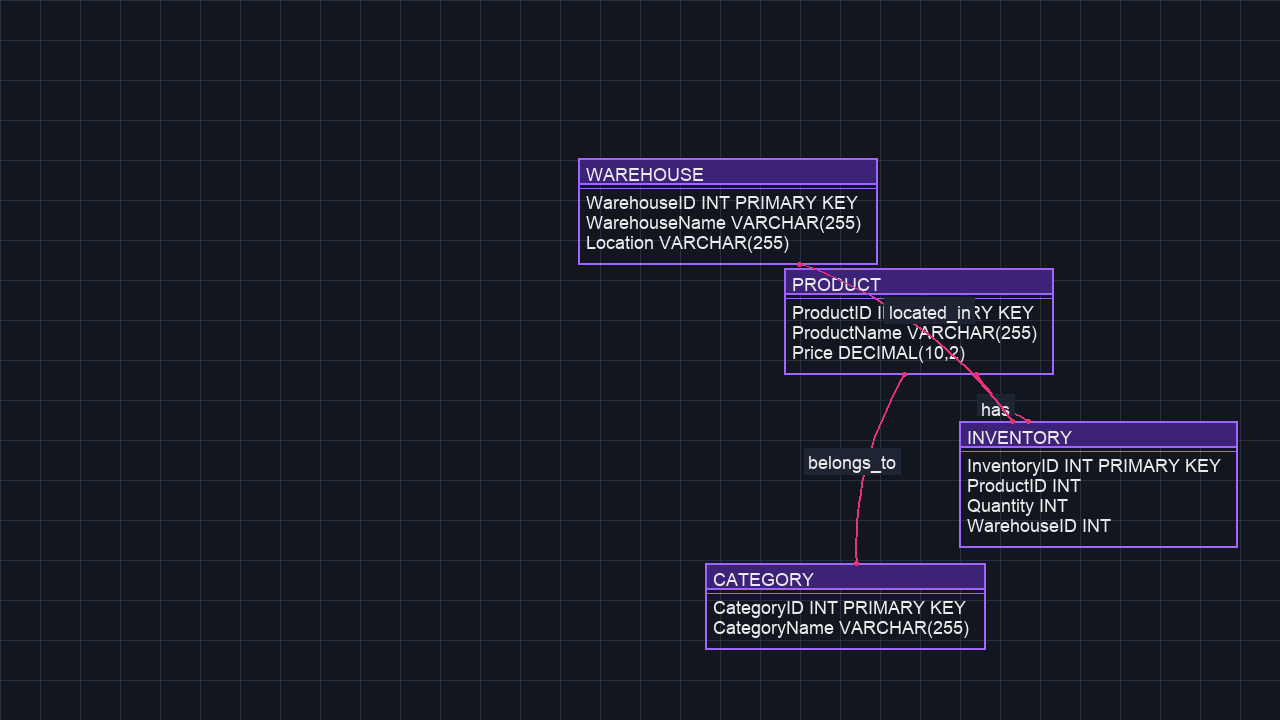 WAREHOUSE
WarehouseID INT PRIMARY KEY
WarehouseName VARCHAR(255)
Location VARCHAR(255)
PRODUCT
ProductID located_in KEY
ProductName VARCHAR(255)
Price DECIMAL(10,2)
has
INVENTORY
InventoryID INT PRIMARY KEY
ProductID INT
Quantity INT
WarehouseID INT
belongs_to
CATEGORY
CategoryID INT PRIMARY KEY
CategoryName VARCHAR(255)